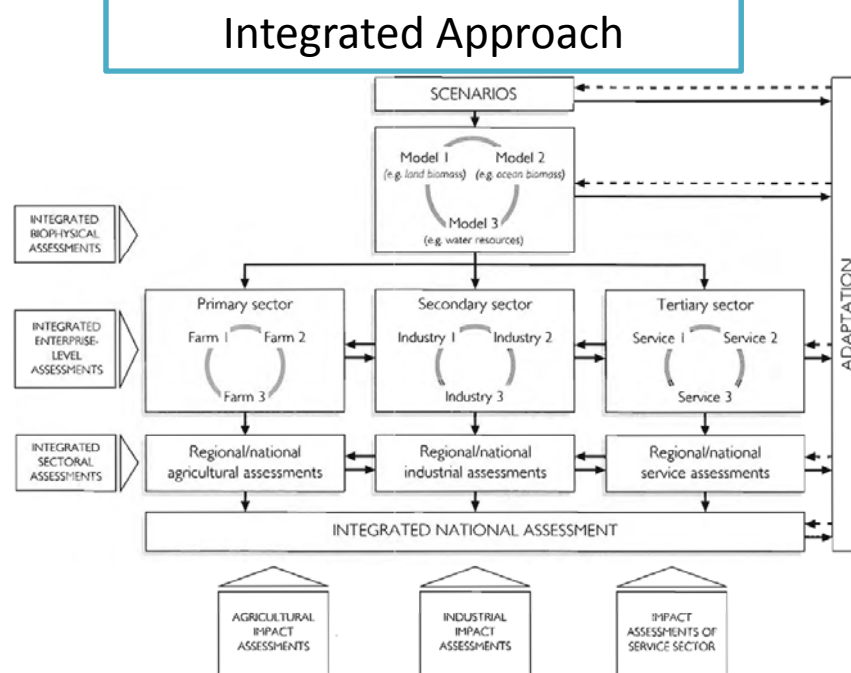 Integrated Approach
SCENARIOS
Model 1
(e.g. land biomass)
Model 2
(e.g. ocean biomass)
Model 3
(e.g. water resources)
INTEGRATED
BIOPHYSICAL
ASSESSMENTS
ADAPTATION
INTEGRATED
ENTERPRISE-
LEVEL
ASSESSMENTS
Primary sector
Farm 1
Farm 2
Farm 3
Secondary sector
Industry 1
Industry 2
Industry 3
Tertiary sector
Service 1
Service 2
Service 3
INTEGRATED
SECTORAL
ASSESSMENTS
Regional/national
agricultural assessments
Regional/national
industrial assessments
Regional/national
service assessments
INTEGRATED NATIONAL ASSESSMENT
AGRICULTURAL
IMPACT
ASSESSMENTS
INDUSTRIAL
IMPACT
ASSESSMENTS
IMPACT
ASSESSMENTS OF
SERVICE SECTOR